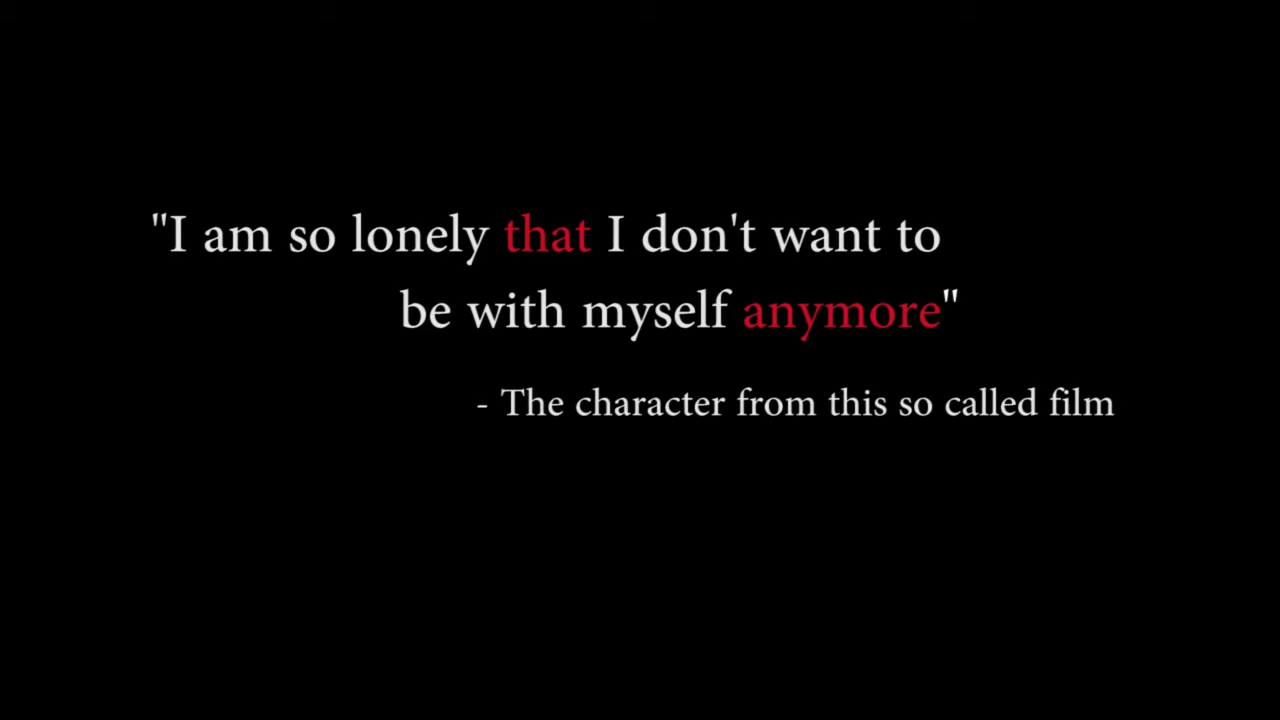 "I am so lonely that I don't want to
be with myself anymore"
- The character from this so called film